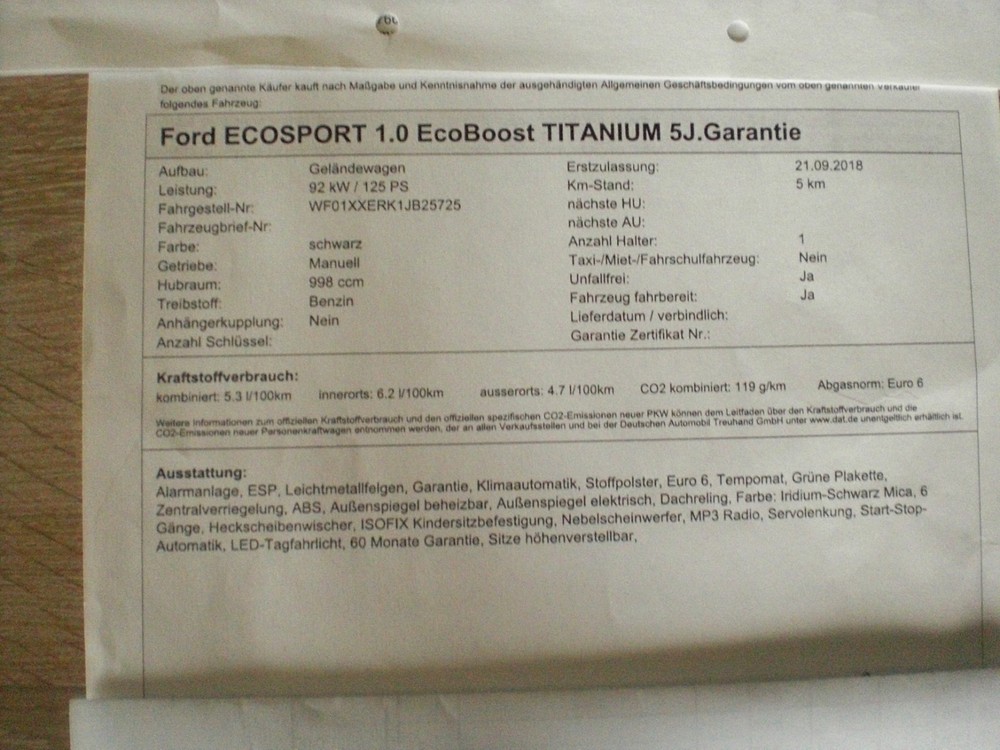 Der oben genannte Käufer kauft nach Maßgabe und Kenntnisnahme der ausgehändigten Allgemeinen Geschäftsbedingungen vom oben genannten Verkäufer
folgendes Fahrzeug:
Ford ECOSPORT 1.0 EcoBoost TITANIUM 5J.Garantie
Aufbau: Geländewagen Erstzulassung: 21.09.2018
Leistung: 92 kW / 125 PS Km-Stand: 5 km
Fahrgestell-Nr: WF01XXERK1JB25725 nächste HU:
Fahrzeugbrief-Nr: nächste AU:
Farbe: schwarz Anzahl Halter: 1
Getriebe: Manuell Taxi-/Miet-/Fahrschulfahrzeug: Nein
Hubraum: 998 ccm Unfallfrei: Ja
Treibstoff: Benzin Fahrzeug fahrbereit: Ja
Anhängerkupplung: Nein Lieferdatum / verbindlich:
Anzahl Schlüssel: Garantie Zertifikat Nr.:
Kraftstoffverbrauch:
kombiniert: 5.3 l/100km innerorts: 6.2 l/100km ausserorts: 4.7 l/100km CO2 kombiniert: 119 g/km Abgasnorm: Euro 6
Weitere Informationen zum offiziellen Kraftstoffverbrauch und den offiziellen spezifischen CO2-Emissionen neuer PKW können dem Leitfaden über den Kraftstoffverbrauch und die
CO2-Emissionen neuer Personenkraftwagen entnommen werden, der an allen Verkaufsstellen und bei der Deutschen Automobil Treuhand GmbH unter www.dat.de unentgeltlich erhältlich ist.
Ausstattung:
Alarmanlage, ESP, Leichtmetallfelgen, Garantie, Klimaautomatik, Stoffpolster, Euro 6, Tempomat, Grüne Plakette,
Zentralverriegelung, ABS, Außenspiegel beheizbar, Außenspiegel elektrisch, Dachreling, Farbe: Iridium-Schwarz Mica, 6
Gänge, Heckscheibenwischer, ISOFIX Kindersitzbefestigung, Nebelscheinwerfer, MP3 Radio, Servolenkung, Start-Stop-
Automatik, LED-Tagfahrlicht, 60 Monate Garantie, Sitze höhenverstellbar,